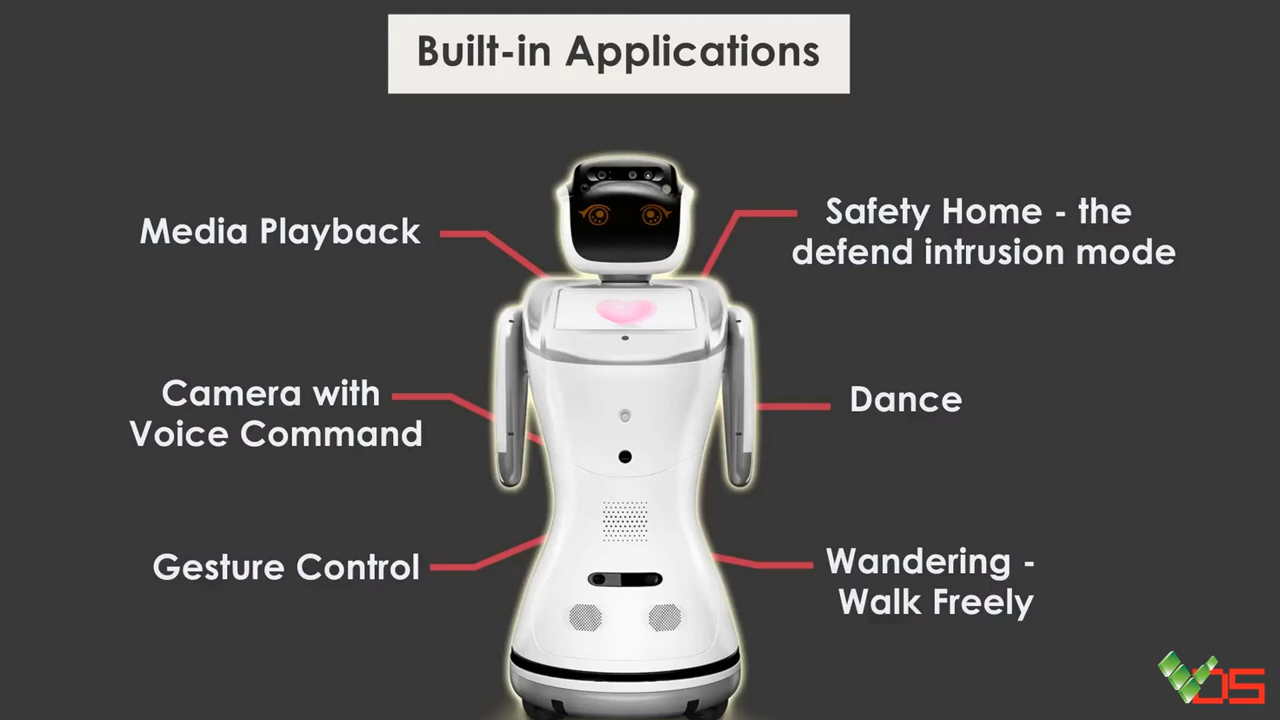 Built-in Applications
Media Playback
Safety Home - the
defend intrusion mode
Camera with
Voice Command
Dance
Gesture Control
Wandering -
Walk Freely
VDS